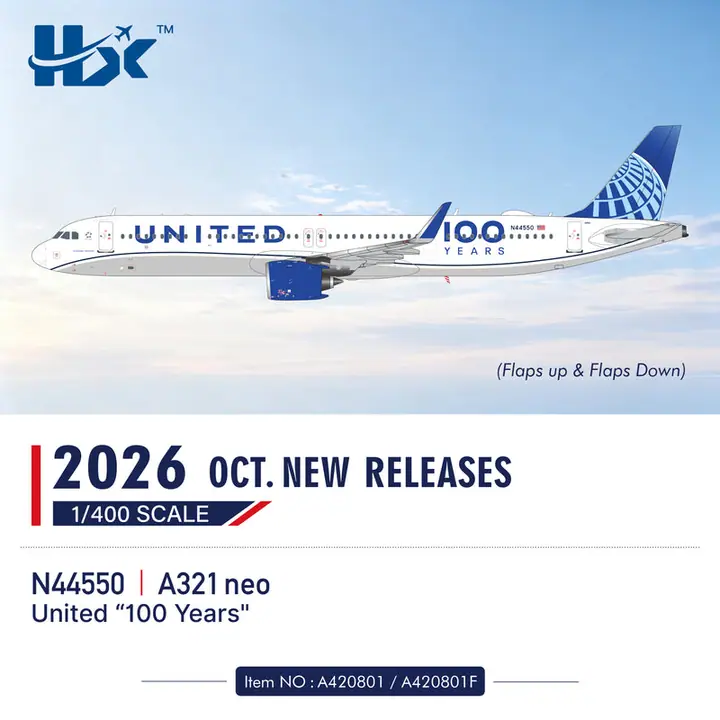 HX™
UNITED
100
YEARS
N44550
(Flaps up & Flaps Down)
2026 OCT. NEW RELEASES
1/400 SCALE
N44550 | A321 neo
United “100 Years"
Item NO : A420801 / A420801F